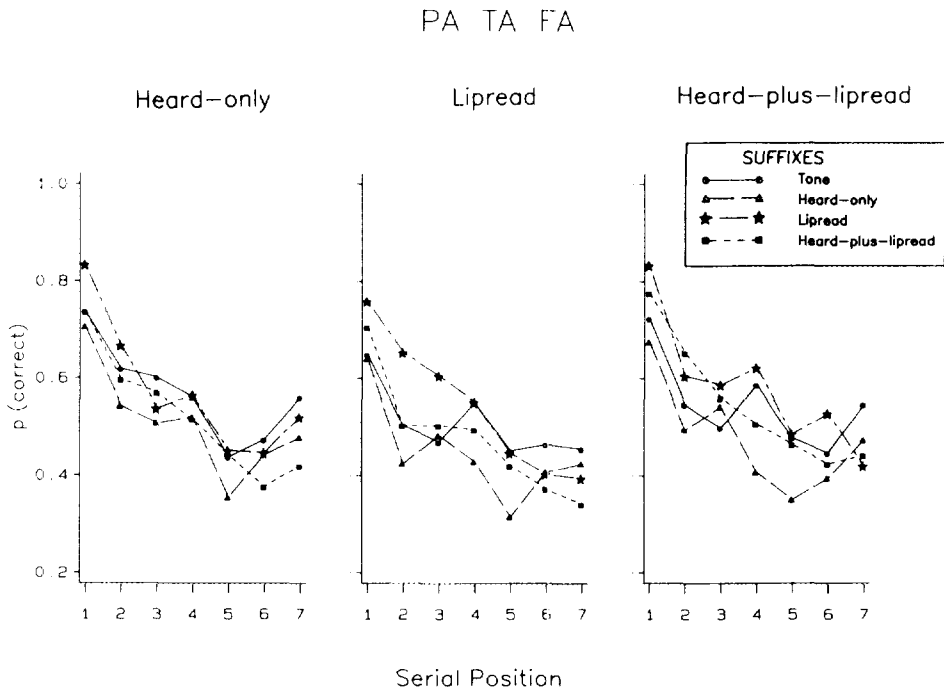 PA TA FA
Heard-only
Lipread
Heard-plus-lipread
SUFFIXES
Tone
Heard-only
Lipread
Heard-plus-lipread
p (correct)
1.0
0.8
0.6
0.4
0.2
1 2 3 4 5 6 7
1 2 3 4 5 6 7
1 2 3 4 5 6 7
Serial Position